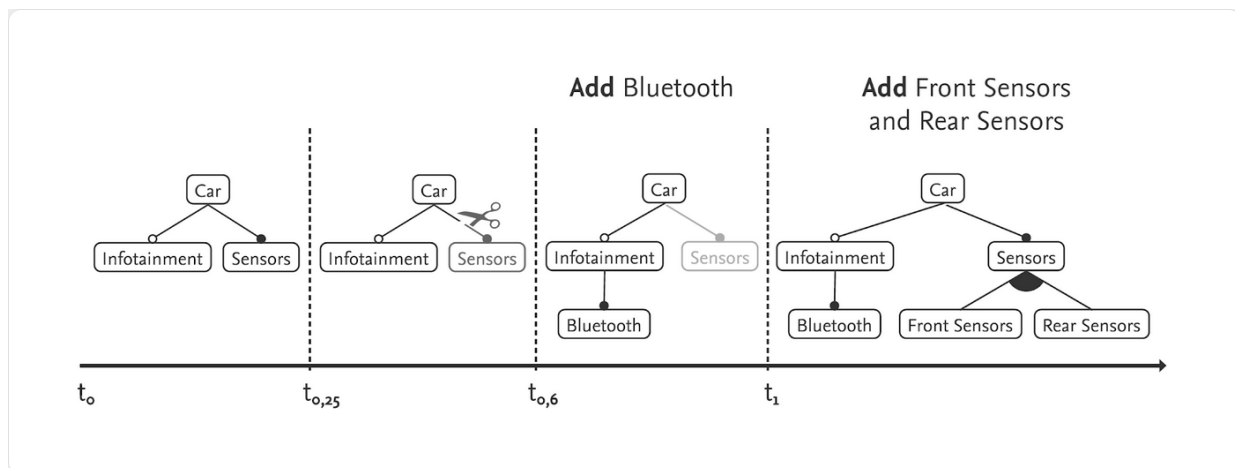 Add Bluetooth
Add Front Sensors
and Rear Sensors
Car
Infotainment
Sensors
Car
Infotainment
Sensors
Car
Infotainment
Sensors
Bluetooth
Car
Infotainment
Sensors
Bluetooth
Front Sensors
Rear Sensors
t0
t0,25
t0,6
t1